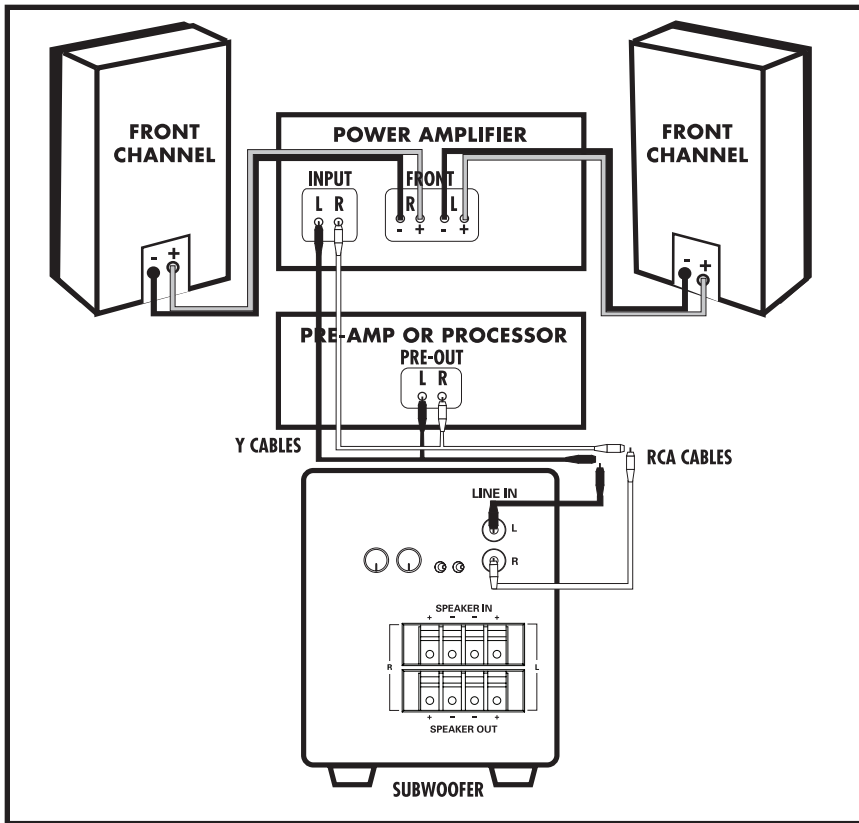 FRONT
CHANNEL
POWER AMPLIFIER
FRONT
CHANNEL
INPUT
FRONT
L R
R L
- + - +
- +
- +
PRE-AMP OR PROCESSOR
PRE-OUT
L R
Y CABLES
RCA CABLES
LINE IN
L
R
SPEAKER IN
+ - - +
R
L
+ - - +
SPEAKER OUT
SUBWOOFER